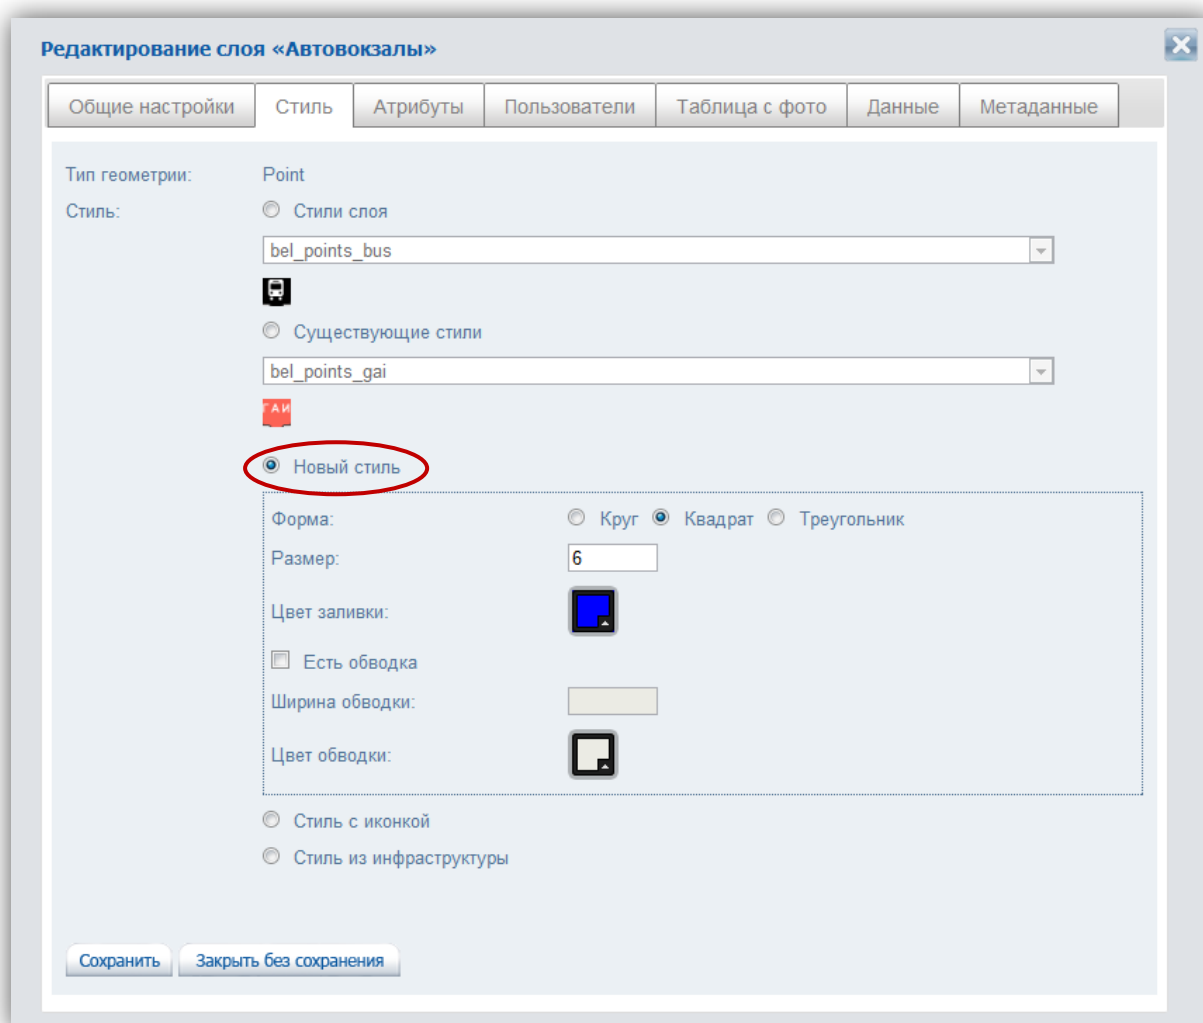 Редактирование слоя «Автовокзалы»
Общие настройки Стиль Атрибуты Пользователи Таблица с фото Данные Метаданные
Тип геометрии: Point
Стиль: Стили слоя
bel_points_bus
Существующие стили
bel_points_gai
ГАИ
Новый стиль
Форма: Круг Квадрат Треугольник
Размер: 6
Цвет заливки:
Есть обводка
Ширина обводки:
Цвет обводки:
Стиль с иконкой
Стиль из инфраструктуры
Сохранить Закрыть без сохранения